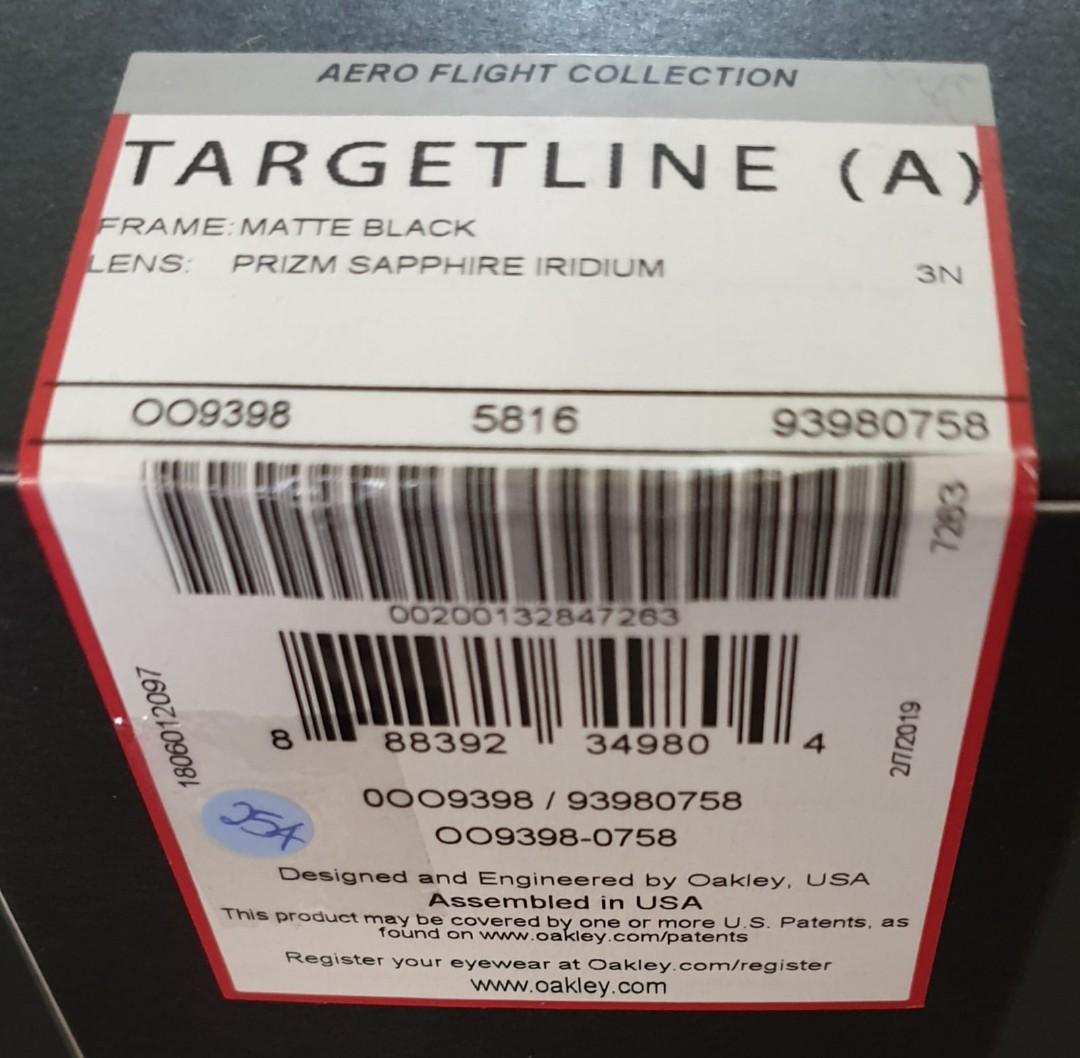 AERO FLIGHT COLLECTION
TARGETLINE (A)
FRAME: MATTE BLACK
LENS: PRIZM SAPPHIRE IRIDIUM 3N
OO9398 5816 93980758
7263
00200132847263
8 88392 34980 4
1806012097
2/7/2019
0OO9398 / 93980758
OO9398-0758
254
Designed and Engineered by Oakley, USA
Assembled in USA
This product may be covered by one or more U.S. Patents, as
found on www.oakley.com/patents
Register your eyewear at Oakley.com/register
www.oakley.com